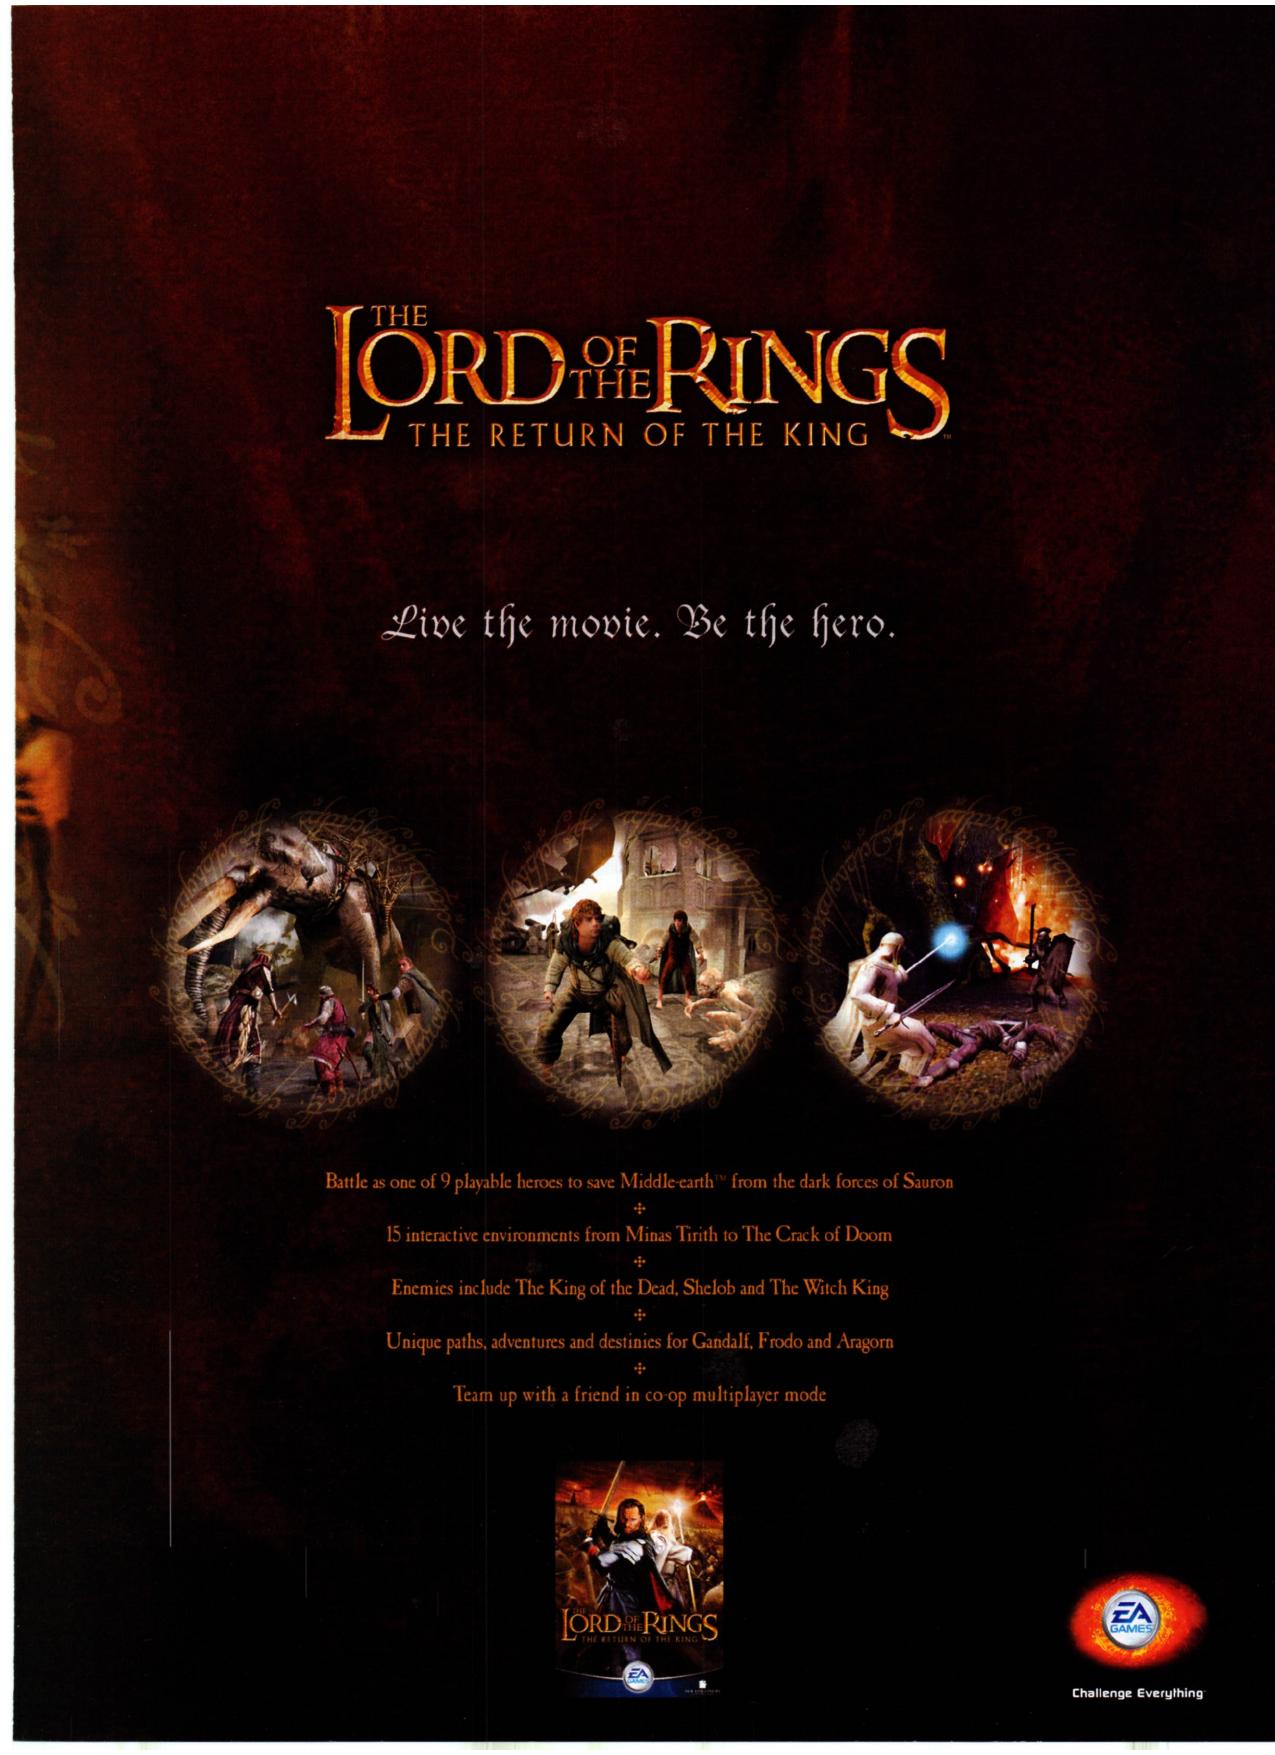 THE
LORD OF THE RINGS
THE RETURN OF THE KING™
Live the movie. Be the hero.
Battle as one of 9 playable heroes to save Middle-earth™ from the dark forces of Sauron
15 interactive environments from Minas Tirith to The Crack of Doom
Enemies include The King of the Dead, Shelob and The Witch King
Unique paths, adventures and destinies for Gandalf, Frodo and Aragorn
Team up with a friend in co-op multiplayer mode
THE
LORD OF THE RINGS
THE RETURN OF THE KING
EA
GAMES
EA
GAMES
Challenge Everything™